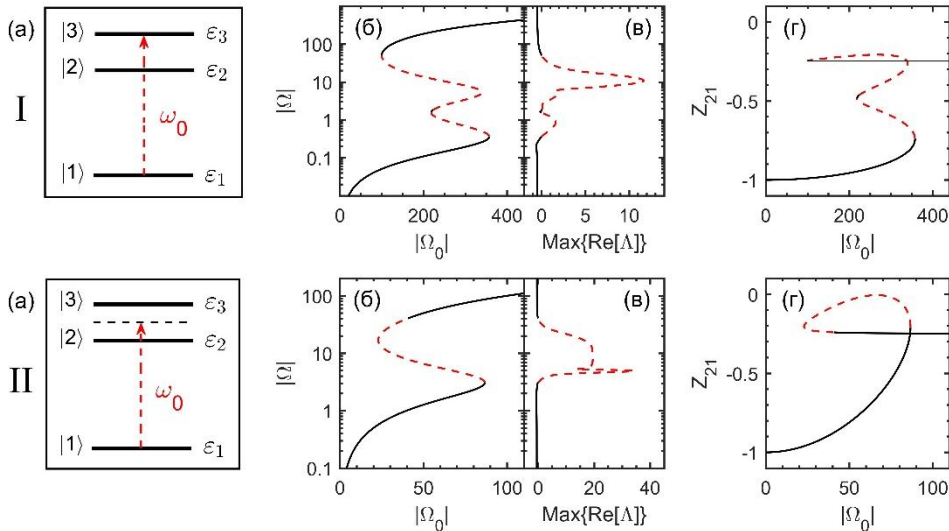 I
(а)
|3⟩ ε₃
|2⟩ ε₂
ω₀
|1⟩ ε₁
(б)
|Ω|
100
10
1
0.1
0 200 400
|Ω₀|
(в)
0 5 10
Max{Re[Λ]}
(г)
Z₂₁
0
-0.5
-1
0 200 400
|Ω₀|
II
(а)
|3⟩ ε₃
|2⟩ ε₂
ω₀
|1⟩ ε₁
(б)
|Ω|
100
10
1
0.1
0 50 100
|Ω₀|
(в)
0 20 40
Max{Re[Λ]}
(г)
Z₂₁
0
-0.5
-1
0 50 100
|Ω₀|